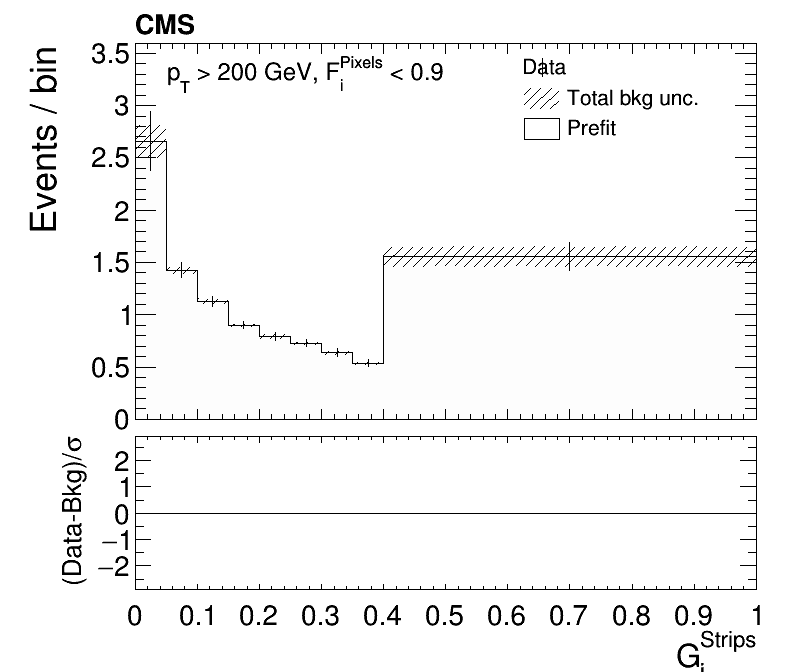 CMS
Events / bin
3.5
3
2.5
2
1.5
1
0.5
0
p_T > 200 GeV, F_i^Pixels < 0.9
Data
Total bkg unc.
Prefit
(Data-Bkg)/σ
2
1
0
−1
−2
0 0.1 0.2 0.3 0.4 0.5 0.6 0.7 0.8 0.9 1
G_i^Strips